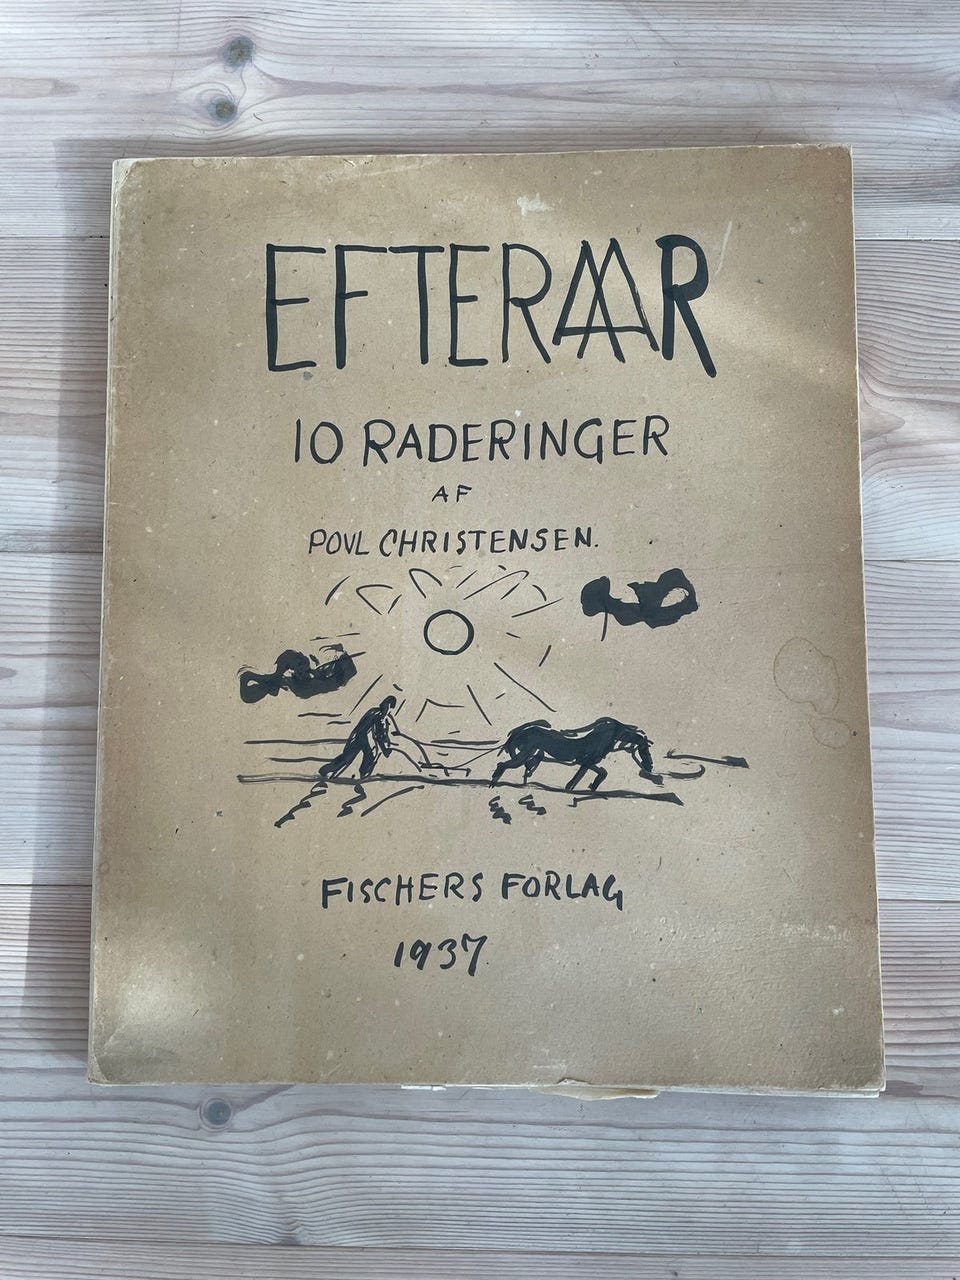 EFTERAAR
10 RADERINGER
AF
POVL CHRISTENSEN.
FISCHERS FORLAG
1937.